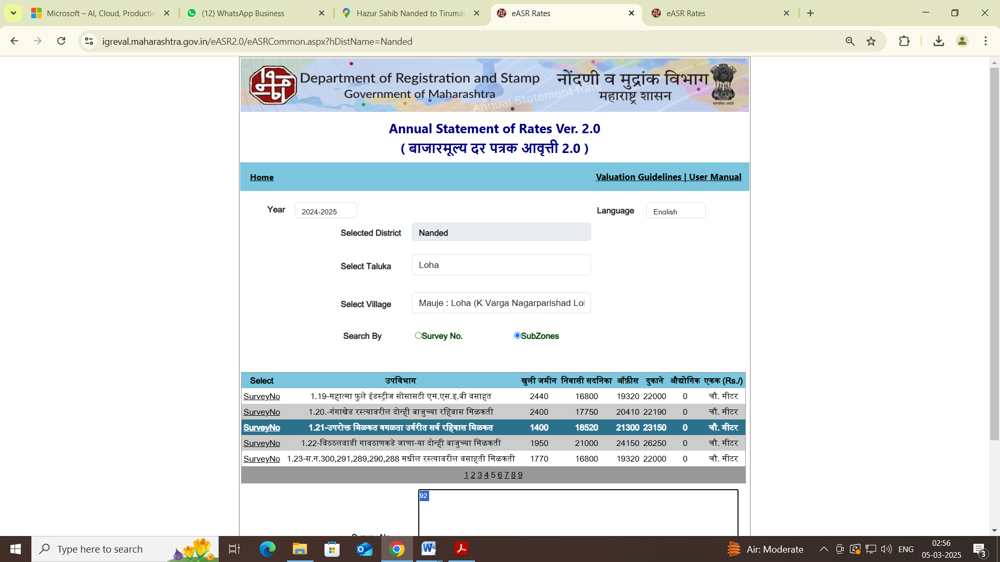 Microsoft – AI, Cloud, Productiv
(12) WhatsApp Business
Hazur Sahib Nanded to Tirumal
eASR Rates
eASR Rates
igreval.maharashtra.gov.in/eASR2.0/eASRCommon.aspx?hDistName=Nanded
Department of Registration and Stamp
Government of Maharashtra
Annual Statement Rate
नोंदणी व मुद्रांक विभाग
महाराष्ट्र शासन
सत्यमेव जयते
Annual Statement of Rates Ver. 2.0
( बाजारमूल्य दर पत्रक आवृत्ती 2.0 )
Home Valuation Guidelines | User Manual
Year 2024-2025 Language English
Selected District Nanded
Select Taluka Loha
Select Village Mauje : Loha (K Varga Nagarparishad Lol
Search By Survey No. SubZones
Select उपविभाग खुली जमीन निवासी सदनिका ऑफ़ीस दुकाने औद्योगिक एकक (Rs./)
SurveyNo 1.19-महात्मा फुले इंडस्ट्रीज सोसासटी एम.एस.इ.बी वसाहत 2440 16800 19320 22000 0 चौ. मीटर
SurveyNo 1.20.-गंगाखेड रस्त्यावरील दोन्ही बाजुच्या रहिवास मिळकती 2400 17750 20410 22190 0 चौ. मीटर
SurveyNo 1.21-उपरोक्त मिळकत वगळता उर्वरीत सर्व रहिवास मिळकत 1400 18520 21300 23150 0 चौ. मीटर
SurveyNo 1.22-विठठलवाडी गावठाणकडे जाणा-या दोन्ही बाजुच्या मिळकती 1950 21000 24150 26250 0 चौ. मीटर
SurveyNo 1.23-स.न.300,291,289,290,288 मधील रस्त्यावरील वसाहती मिळकती 1770 16800 19320 22000 0 चौ. मीटर
1 2 3 4 5 6 7 8 9
92
Survey No
Type here to search
Air: Moderate
ENG
02:56
05-03-2025
3